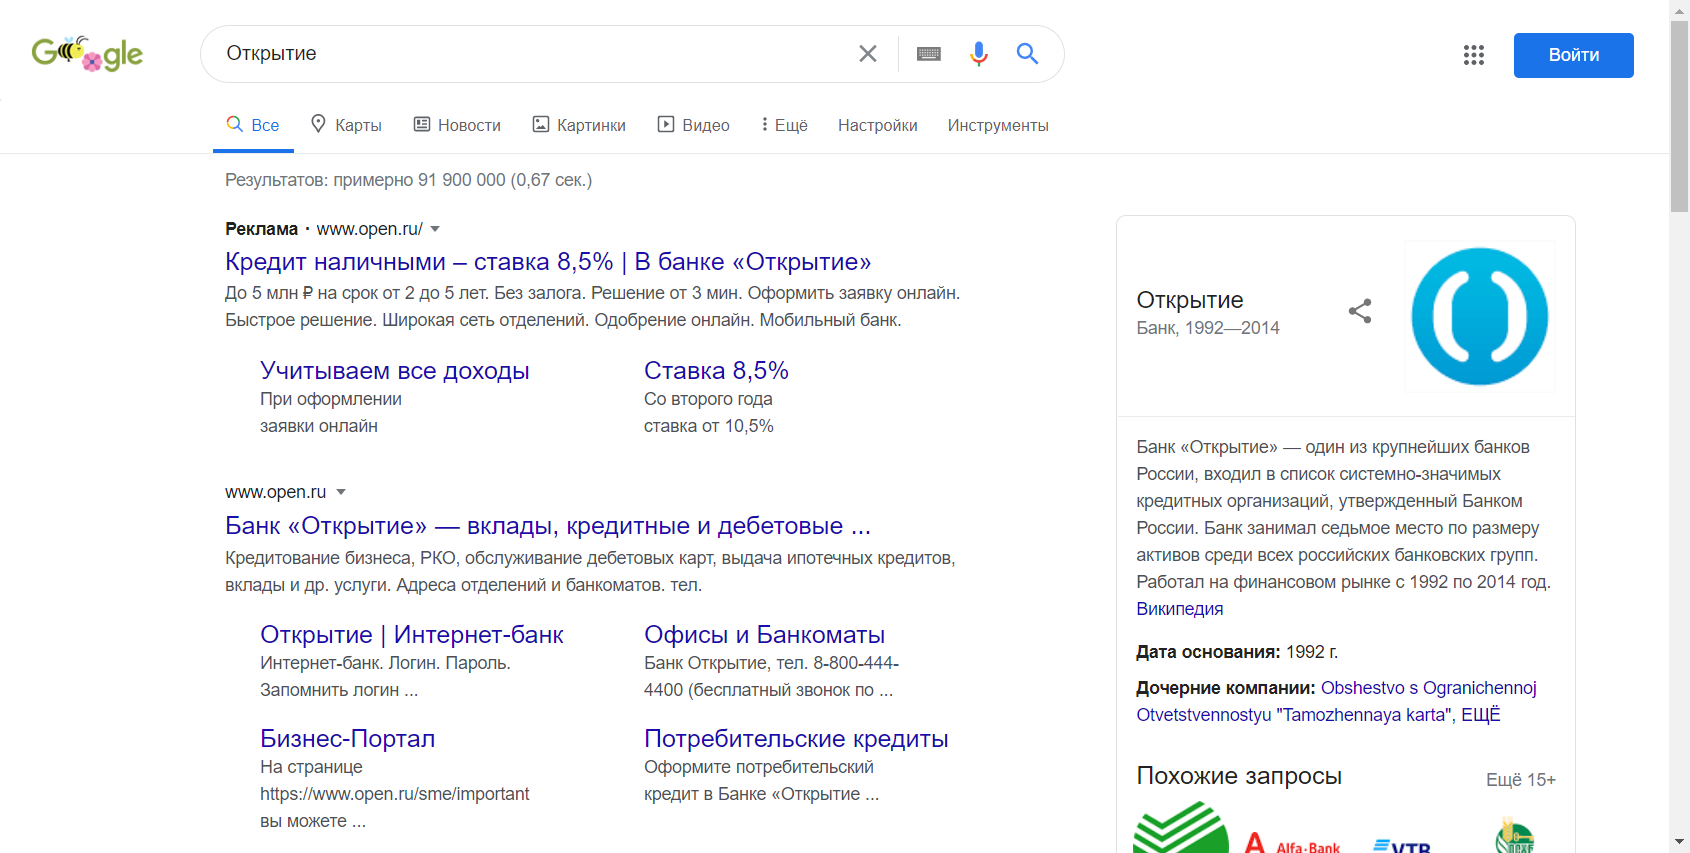 Google
Открытие
Войти
Все
Карты
Новости
Картинки
Видео
Ещё
Настройки
Инструменты
Результатов: примерно 91 900 000 (0,67 сек.)
Реклама · www.open.ru/
Кредит наличными – ставка 8,5% | В банке «Открытие»
До 5 млн ₽ на срок от 2 до 5 лет. Без залога. Решение от 3 мин. Оформить заявку онлайн.
Быстрое решение. Широкая сеть отделений. Одобрение онлайн. Мобильный банк.
Учитываем все доходы
При оформлении
заявки онлайн
Ставка 8,5%
Со второго года
ставка от 10,5%
www.open.ru
Банк «Открытие» — вклады, кредитные и дебетовые ...
Кредитование бизнеса, РКО, обслуживание дебетовых карт, выдача ипотечных кредитов,
вклады и др. услуги. Адреса отделений и банкоматов. тел.
Открытие | Интернет-банк
Интернет-банк. Логин. Пароль.
Запомнить логин ...
Офисы и Банкоматы
Банк Открытие, тел. 8-800-444-
4400 (бесплатный звонок по ...
Бизнес-Портал
На странице
https://www.open.ru/sme/important
вы можете ...
Потребительские кредиты
Оформите потребительский
кредит в Банке «Открытие ...
Открытие
Банк, 1992—2014
Банк «Открытие» — один из крупнейших банков
России, входил в список системно-значимых
кредитных организаций, утвержденный Банком
России. Банк занимал седьмое место по размеру
активов среди всех российских банковских групп.
Работал на финансовом рынке с 1992 по 2014 год.
Википедия
Дата основания: 1992 г.
Дочерние компании: Obshestvo s Ogranichennoj
Otvetstvennostyu "Tamozhennaya karta", ЕЩЁ
Похожие запросы
Ещё 15+
Alfa·Bank
VTB